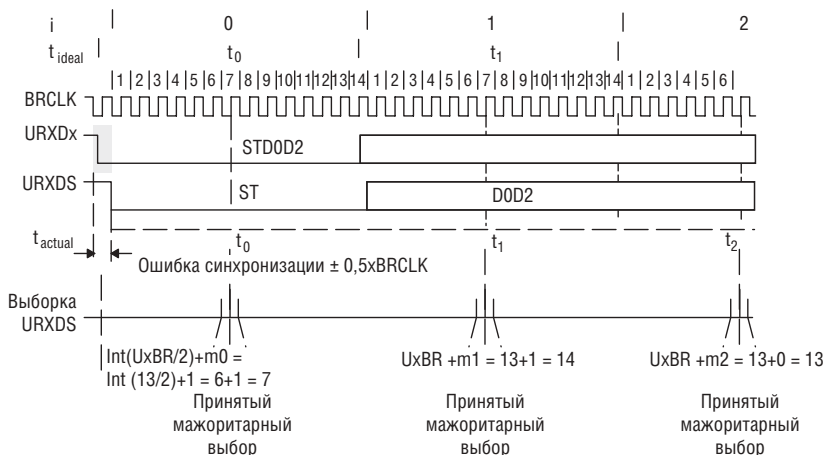 i 0 1 2
t ideal t0 t1
1 2 3 4 5 6 7 8 9 10 11 12 13 14 1 2 3 4 5 6 7 8 9 10 11 12 13 14 1 2 3 4 5 6
BRCLK
URXDx STD0D2
URXDS ST D0D2
t actual t0 t1 t2
Ошибка синхронизации ± 0,5xBRCLK
Выборка
URXDS
Int(UxBR/2)+m0 =
Int (13/2)+1 = 6+1 = 7
UxBR +m1 = 13+1 = 14
UxBR +m2 = 13+0 = 13
Принятый
мажоритарный
выбор
Принятый
мажоритарный
выбор
Принятый
мажоритарный
выбор